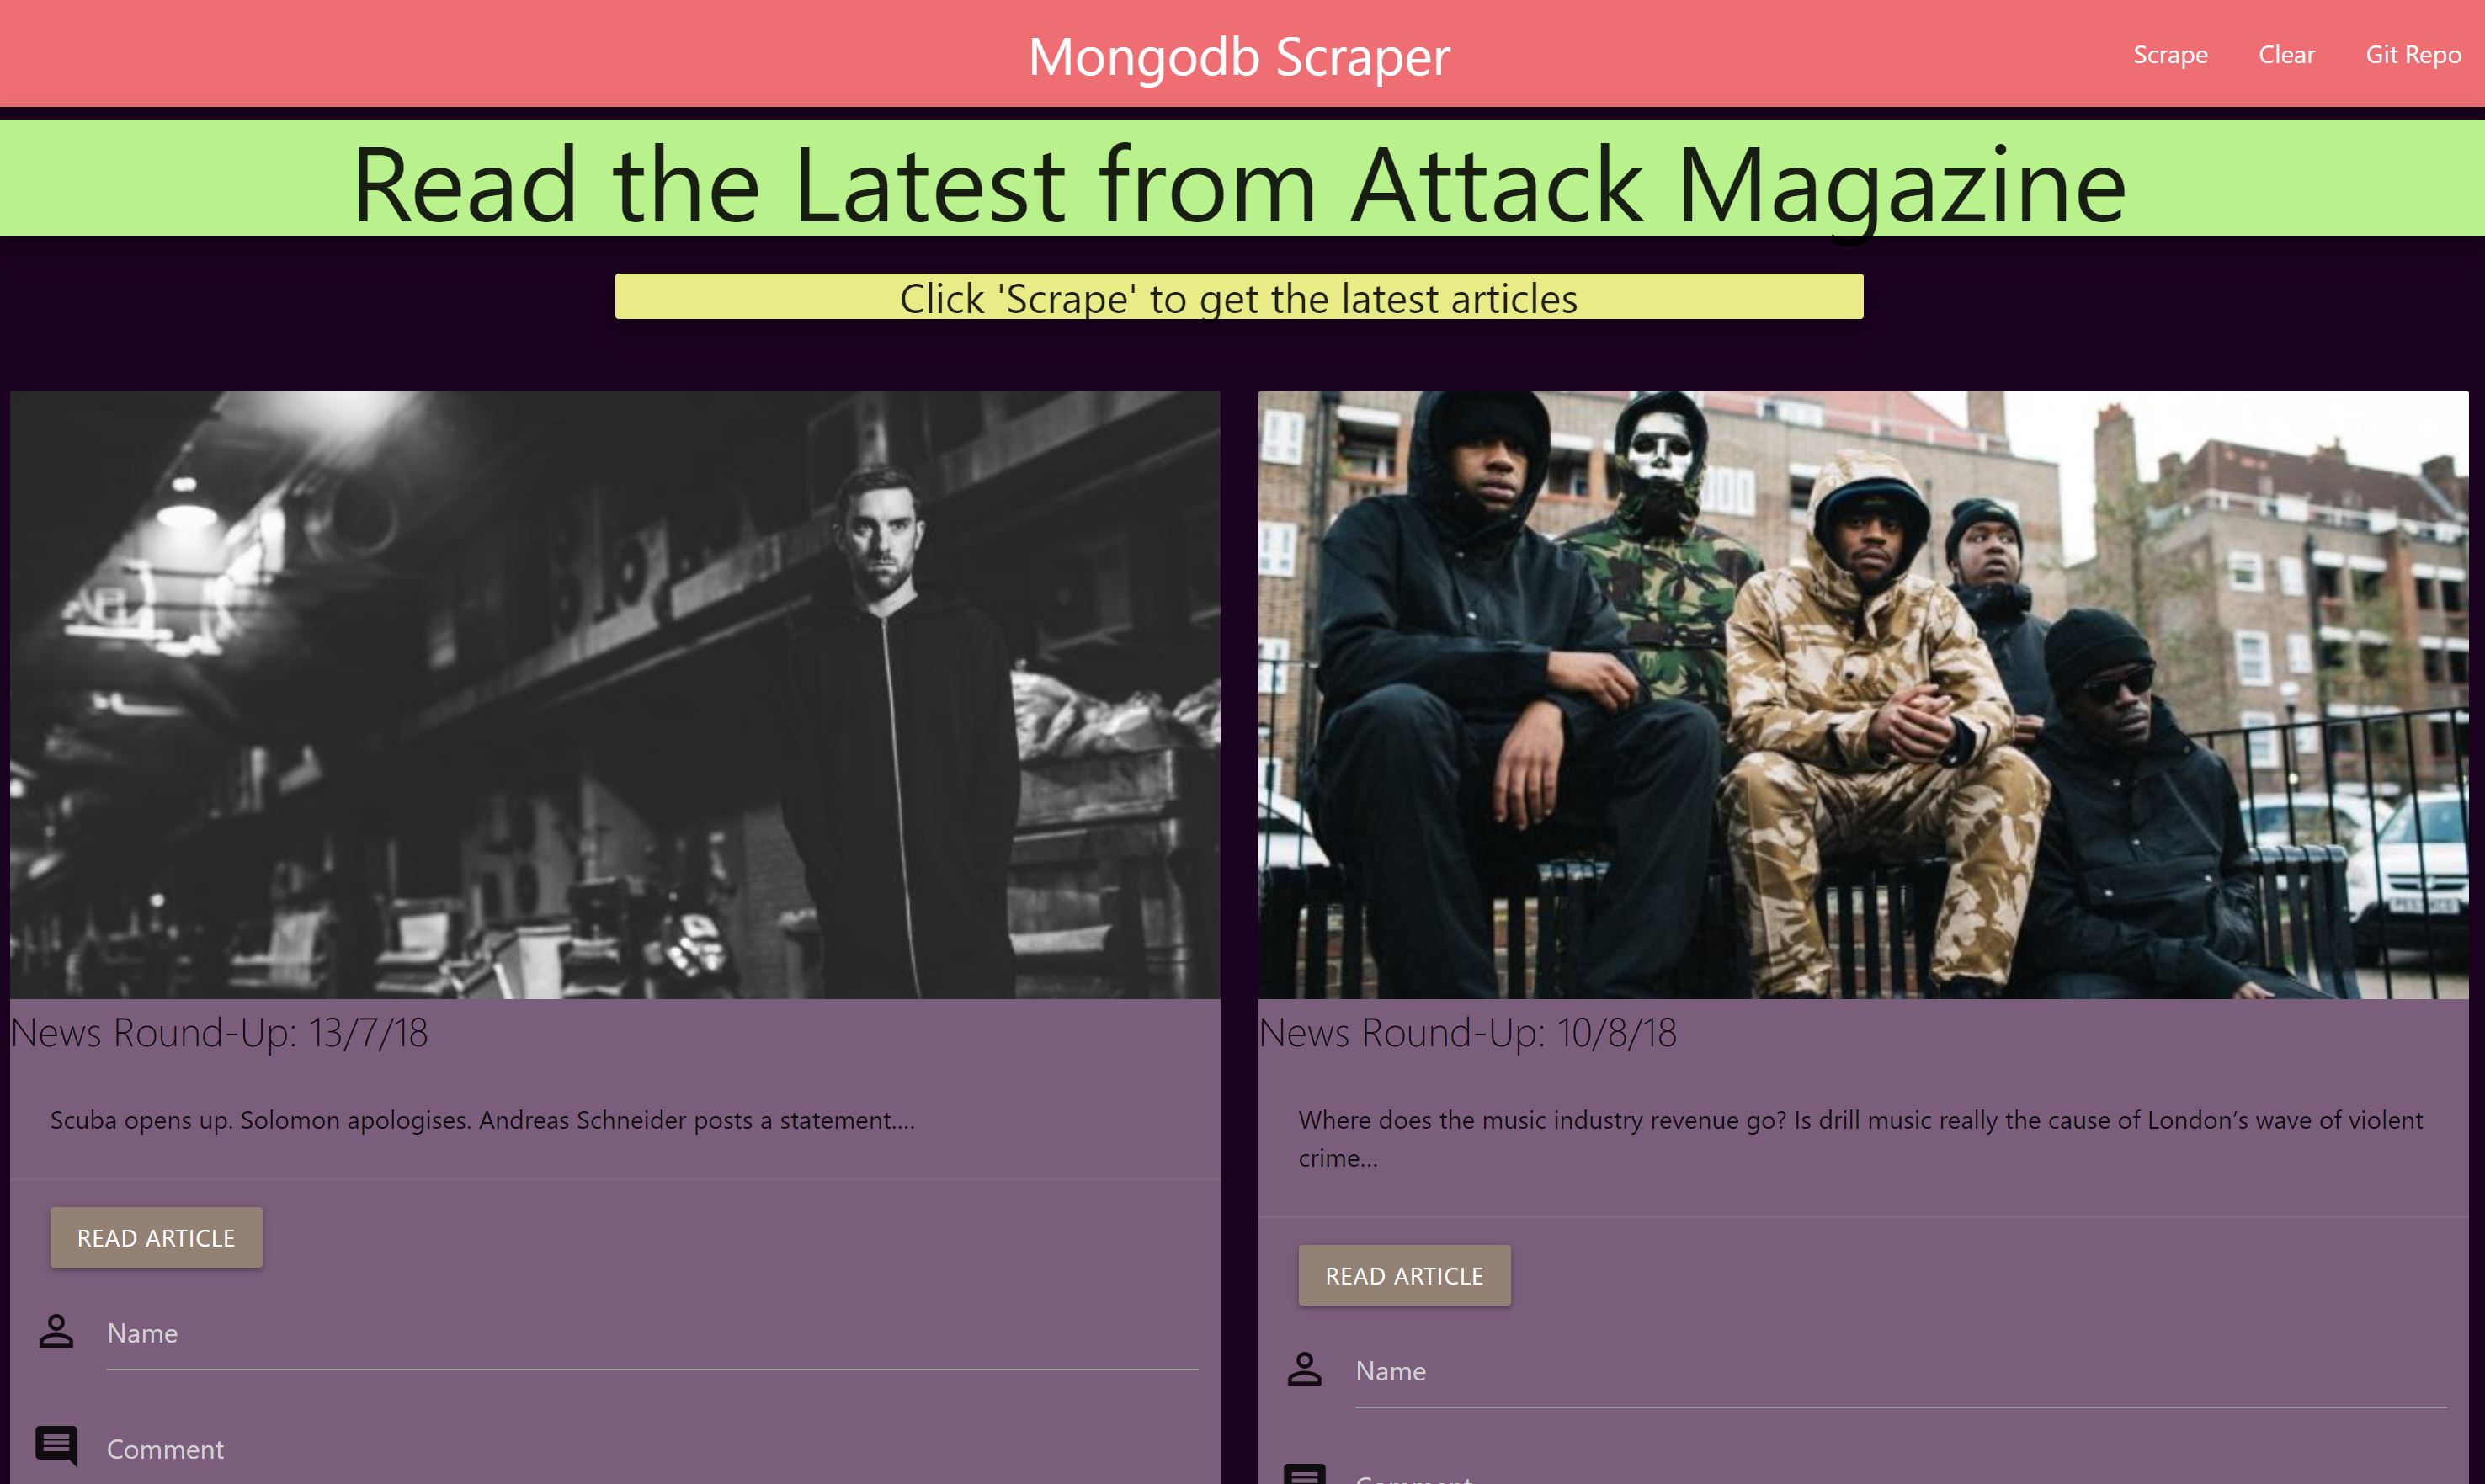 Mongodb Scraper
Scrape Clear Git Repo
Read the Latest from Attack Magazine
Click 'Scrape' to get the latest articles
News Round-Up: 13/7/18
Scuba opens up. Solomon apologises. Andreas Schneider posts a statement....
READ ARTICLE
Name
Comment
News Round-Up: 10/8/18
Where does the music industry revenue go? Is drill music really the cause of London’s wave of violent
crime...
READ ARTICLE
Name
Comment